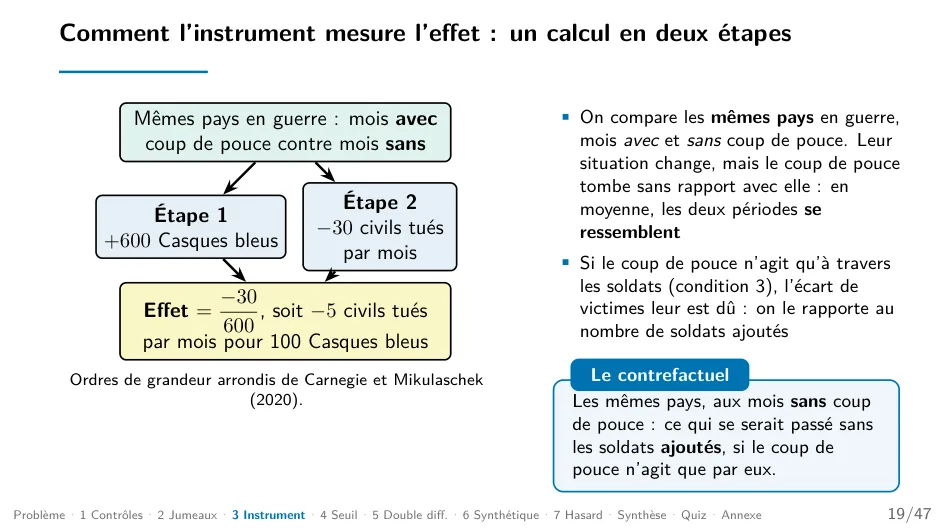 Comment l'instrument mesure l'effet : un calcul en deux étapes
Mêmes pays en guerre : mois avec
coup de pouce contre mois sans
Étape 1
+600 Casques bleus
Étape 2
−30 civils tués
par mois
Effet = −30/600, soit −5 civils tués
par mois pour 100 Casques bleus
Ordres de grandeur arrondis de Carnegie et Mikulaschek
(2020).
On compare les mêmes pays en guerre,
mois avec et sans coup de pouce. Leur
situation change, mais le coup de pouce
tombe sans rapport avec elle : en
moyenne, les deux périodes se
ressemblent
Si le coup de pouce n'agit qu'à travers
les soldats (condition 3), l'écart de
victimes leur est dû : on le rapporte au
nombre de soldats ajoutés
Le contrefactuel
Les mêmes pays, aux mois sans coup
de pouce : ce qui se serait passé sans
les soldats ajoutés, si le coup de
pouce n'agit que par eux.
Problème · 1 Contrôles · 2 Jumeaux · 3 Instrument · 4 Seuil · 5 Double diff. · 6 Synthétique · 7 Hasard · Synthèse · Quiz · Annexe
19/47